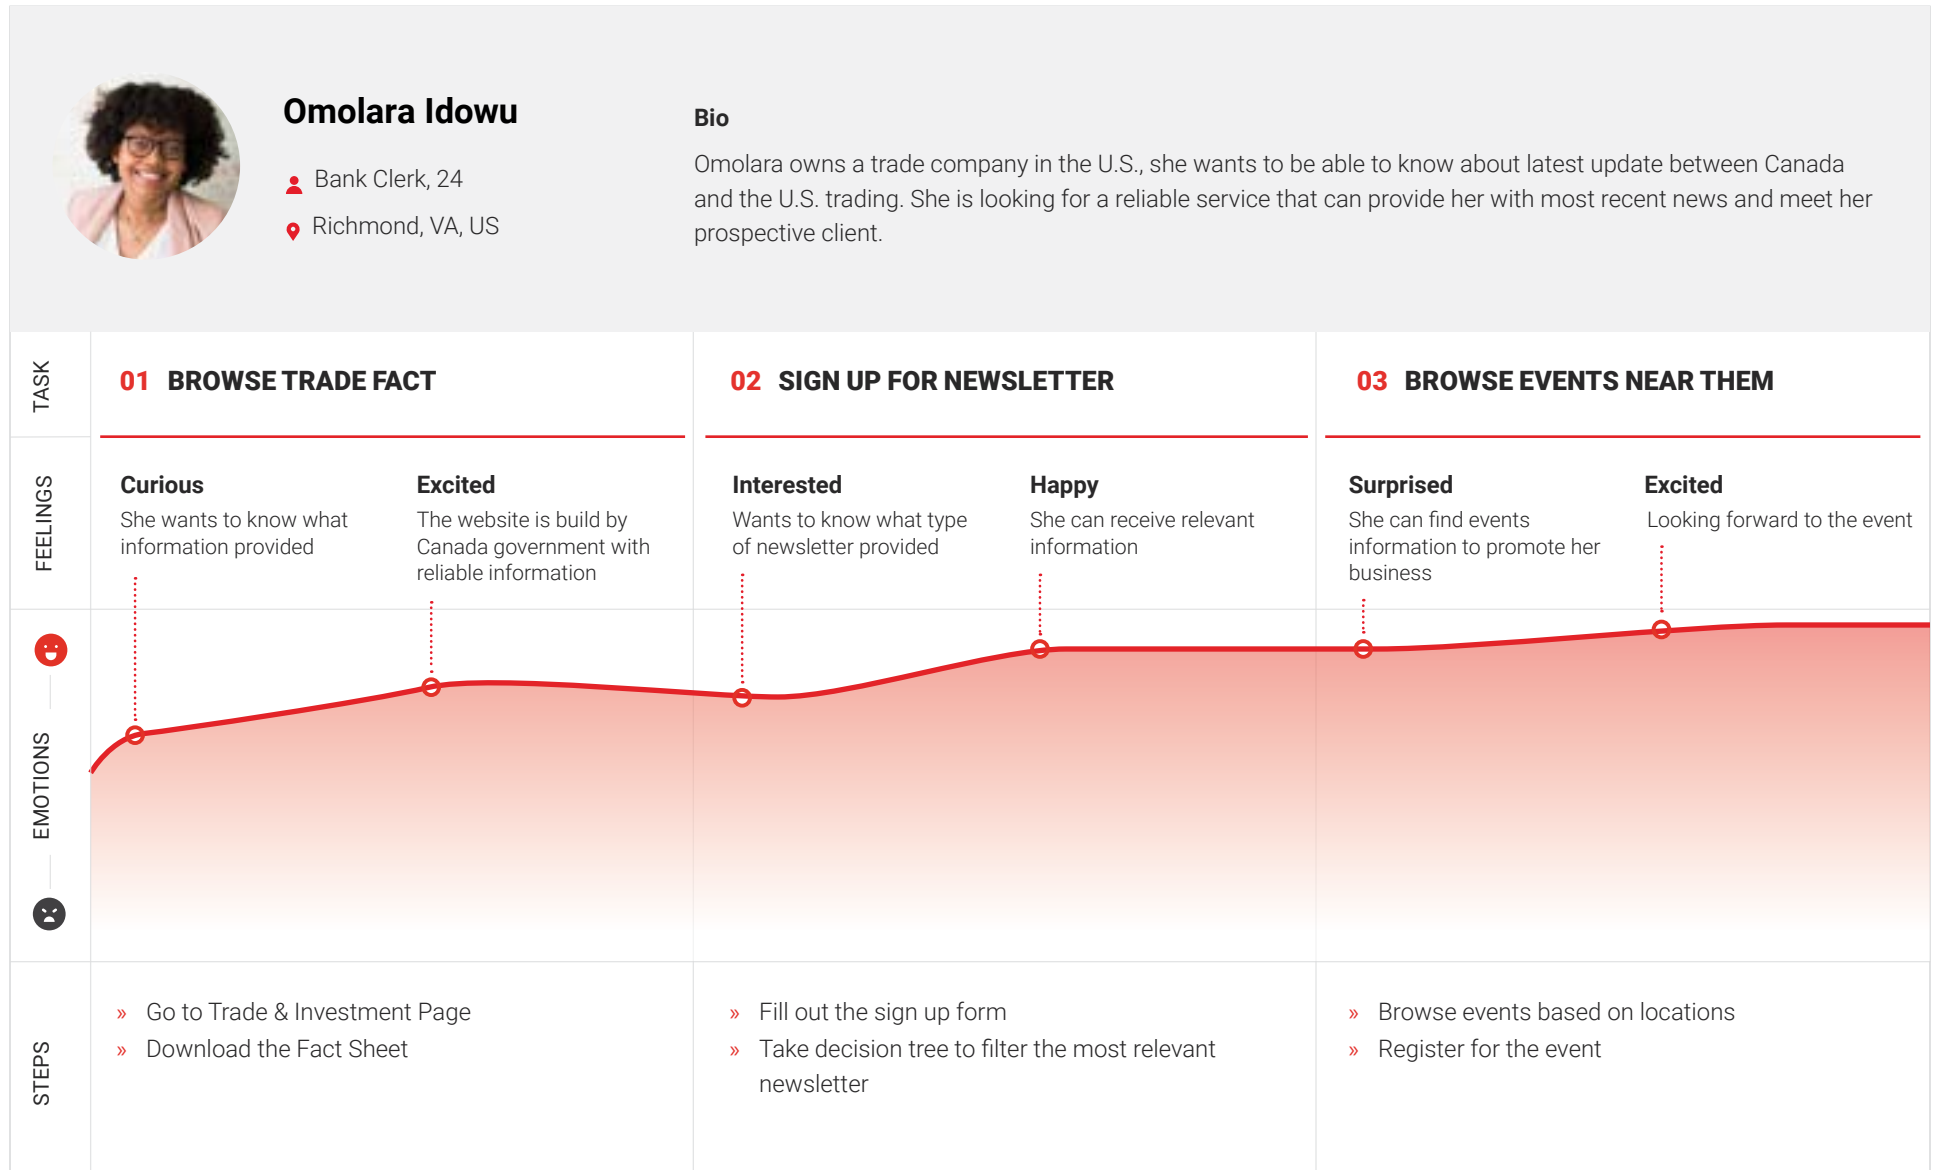 Omolara Idowu
Bank Clerk, 24
Richmond, VA, US
Bio
Omolara owns a trade company in the U.S., she wants to be able to know about latest update between Canada
and the U.S. trading. She is looking for a reliable service that can provide her with most recent news and meet her
prospective client.
TASK
01 BROWSE TRADE FACT
02 SIGN UP FOR NEWSLETTER
03 BROWSE EVENTS NEAR THEM
FEELINGS
Curious
She wants to know what
information provided
Excited
The website is build by
Canada government with
reliable information
Interested
Wants to know what type
of newsletter provided
Happy
She can receive relevant
information
Surprised
She can find events
information to promote her
business
Excited
Looking forward to the event
EMOTIONS
STEPS
» Go to Trade & Investment Page
» Download the Fact Sheet
» Fill out the sign up form
» Take decision tree to filter the most relevant
newsletter
» Browse events based on locations
» Register for the event